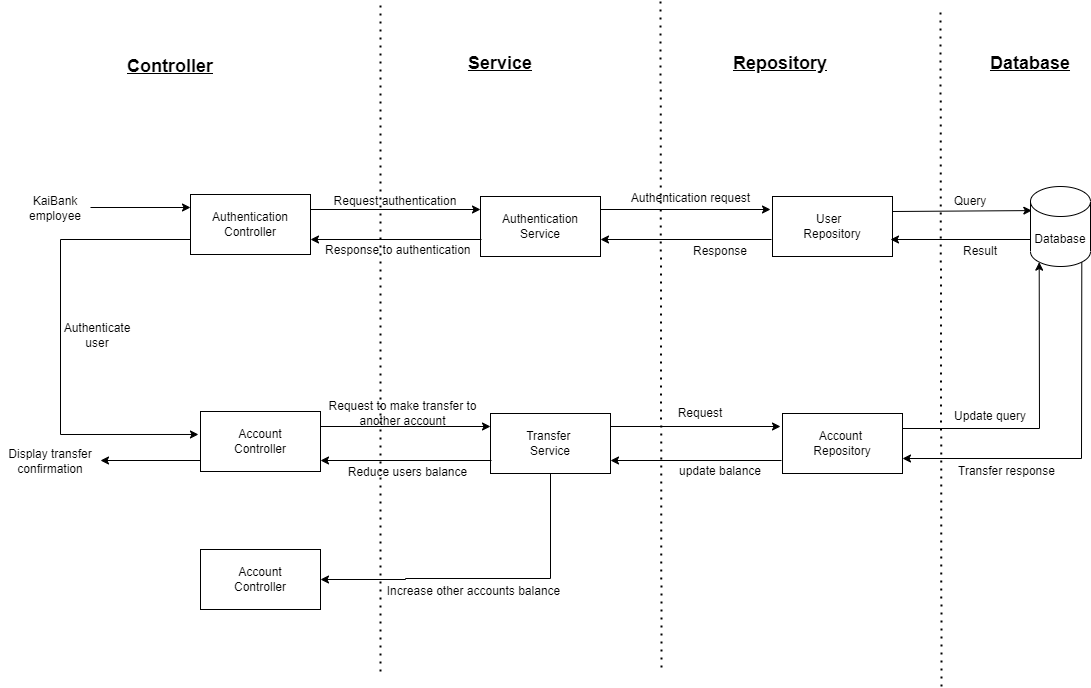 Controller
Service
Repository
Database
KaiBank
employee
Authentication
Controller
Request authentication
Response to authentication
Authentication
Service
Authentication request
Response
User
Repository
Query
Result
Database
Authenticate
user
Display transfer
confirmation
Account
Controller
Request to make transfer to
another account
Reduce users balance
Transfer
Service
Request
update balance
Account
Repository
Update query
Transfer response
Account
Controller
Increase other accounts balance